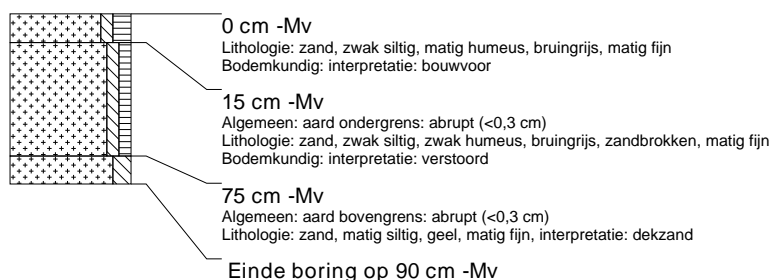 0 cm -Mv
Lithologie: zand, zwak siltig, matig humeus, bruingrijs, matig fijn
Bodemkundig: interpretatie: bouwvoor
15 cm -Mv
Algemeen: aard ondergrens: abrupt (<0,3 cm)
Lithologie: zand, zwak siltig, zwak humeus, bruingrijs, zandbrokken, matig fijn
Bodemkundig: interpretatie: verstoord
75 cm -Mv
Algemeen: aard bovengrens: abrupt (<0,3 cm)
Lithologie: zand, matig siltig, geel, matig fijn, interpretatie: dekzand
Einde boring op 90 cm -Mv